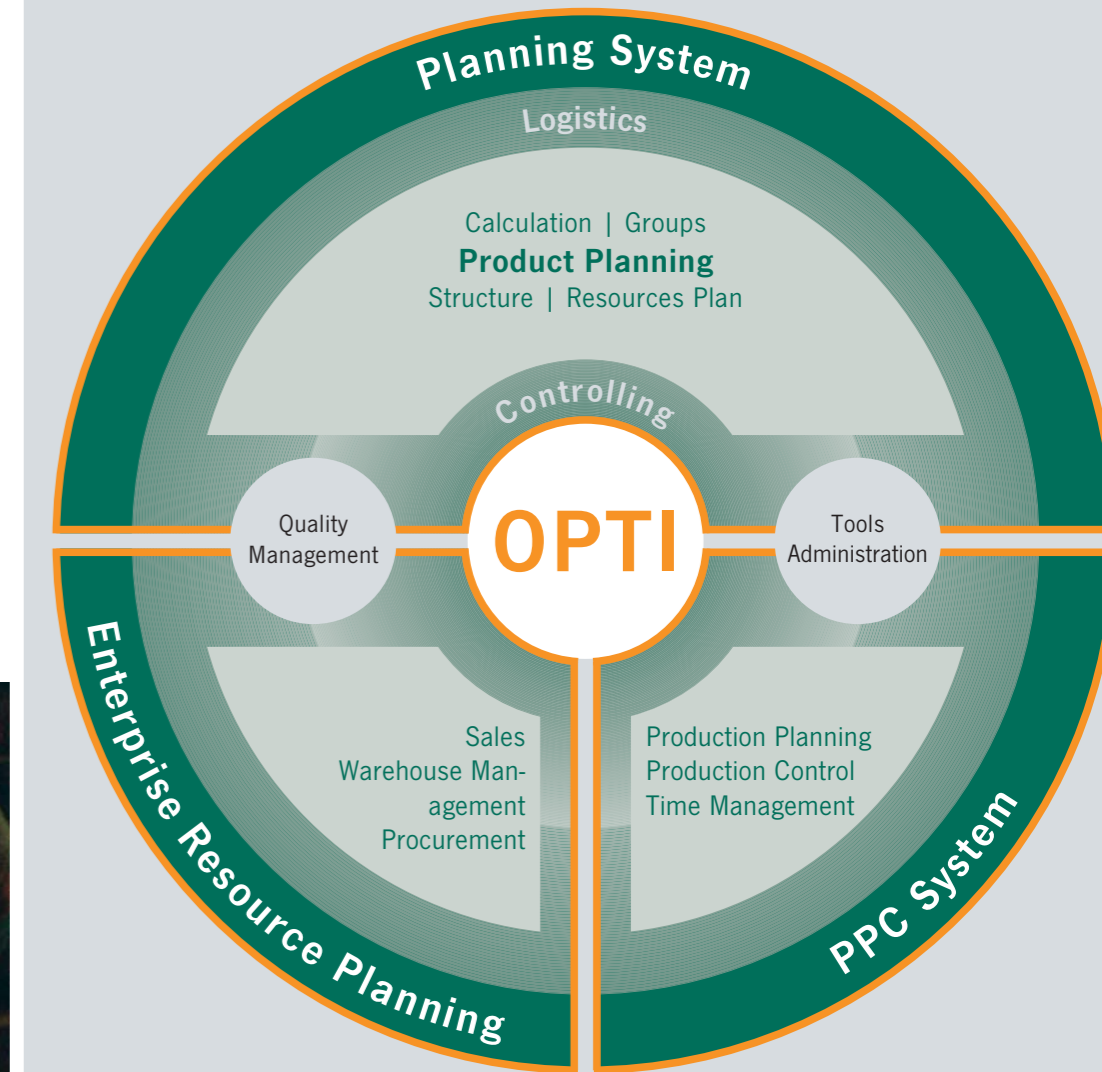 Planning System
Logistics
Calculation | Groups
Product Planning
Structure | Resources Plan
Controlling
OPTI
Quality
Management
Tools
Administration
Enterprise Resource Planning
Sales
Warehouse Man-
agement
Procurement
Production Planning
Production Control
Time Management
PPC System